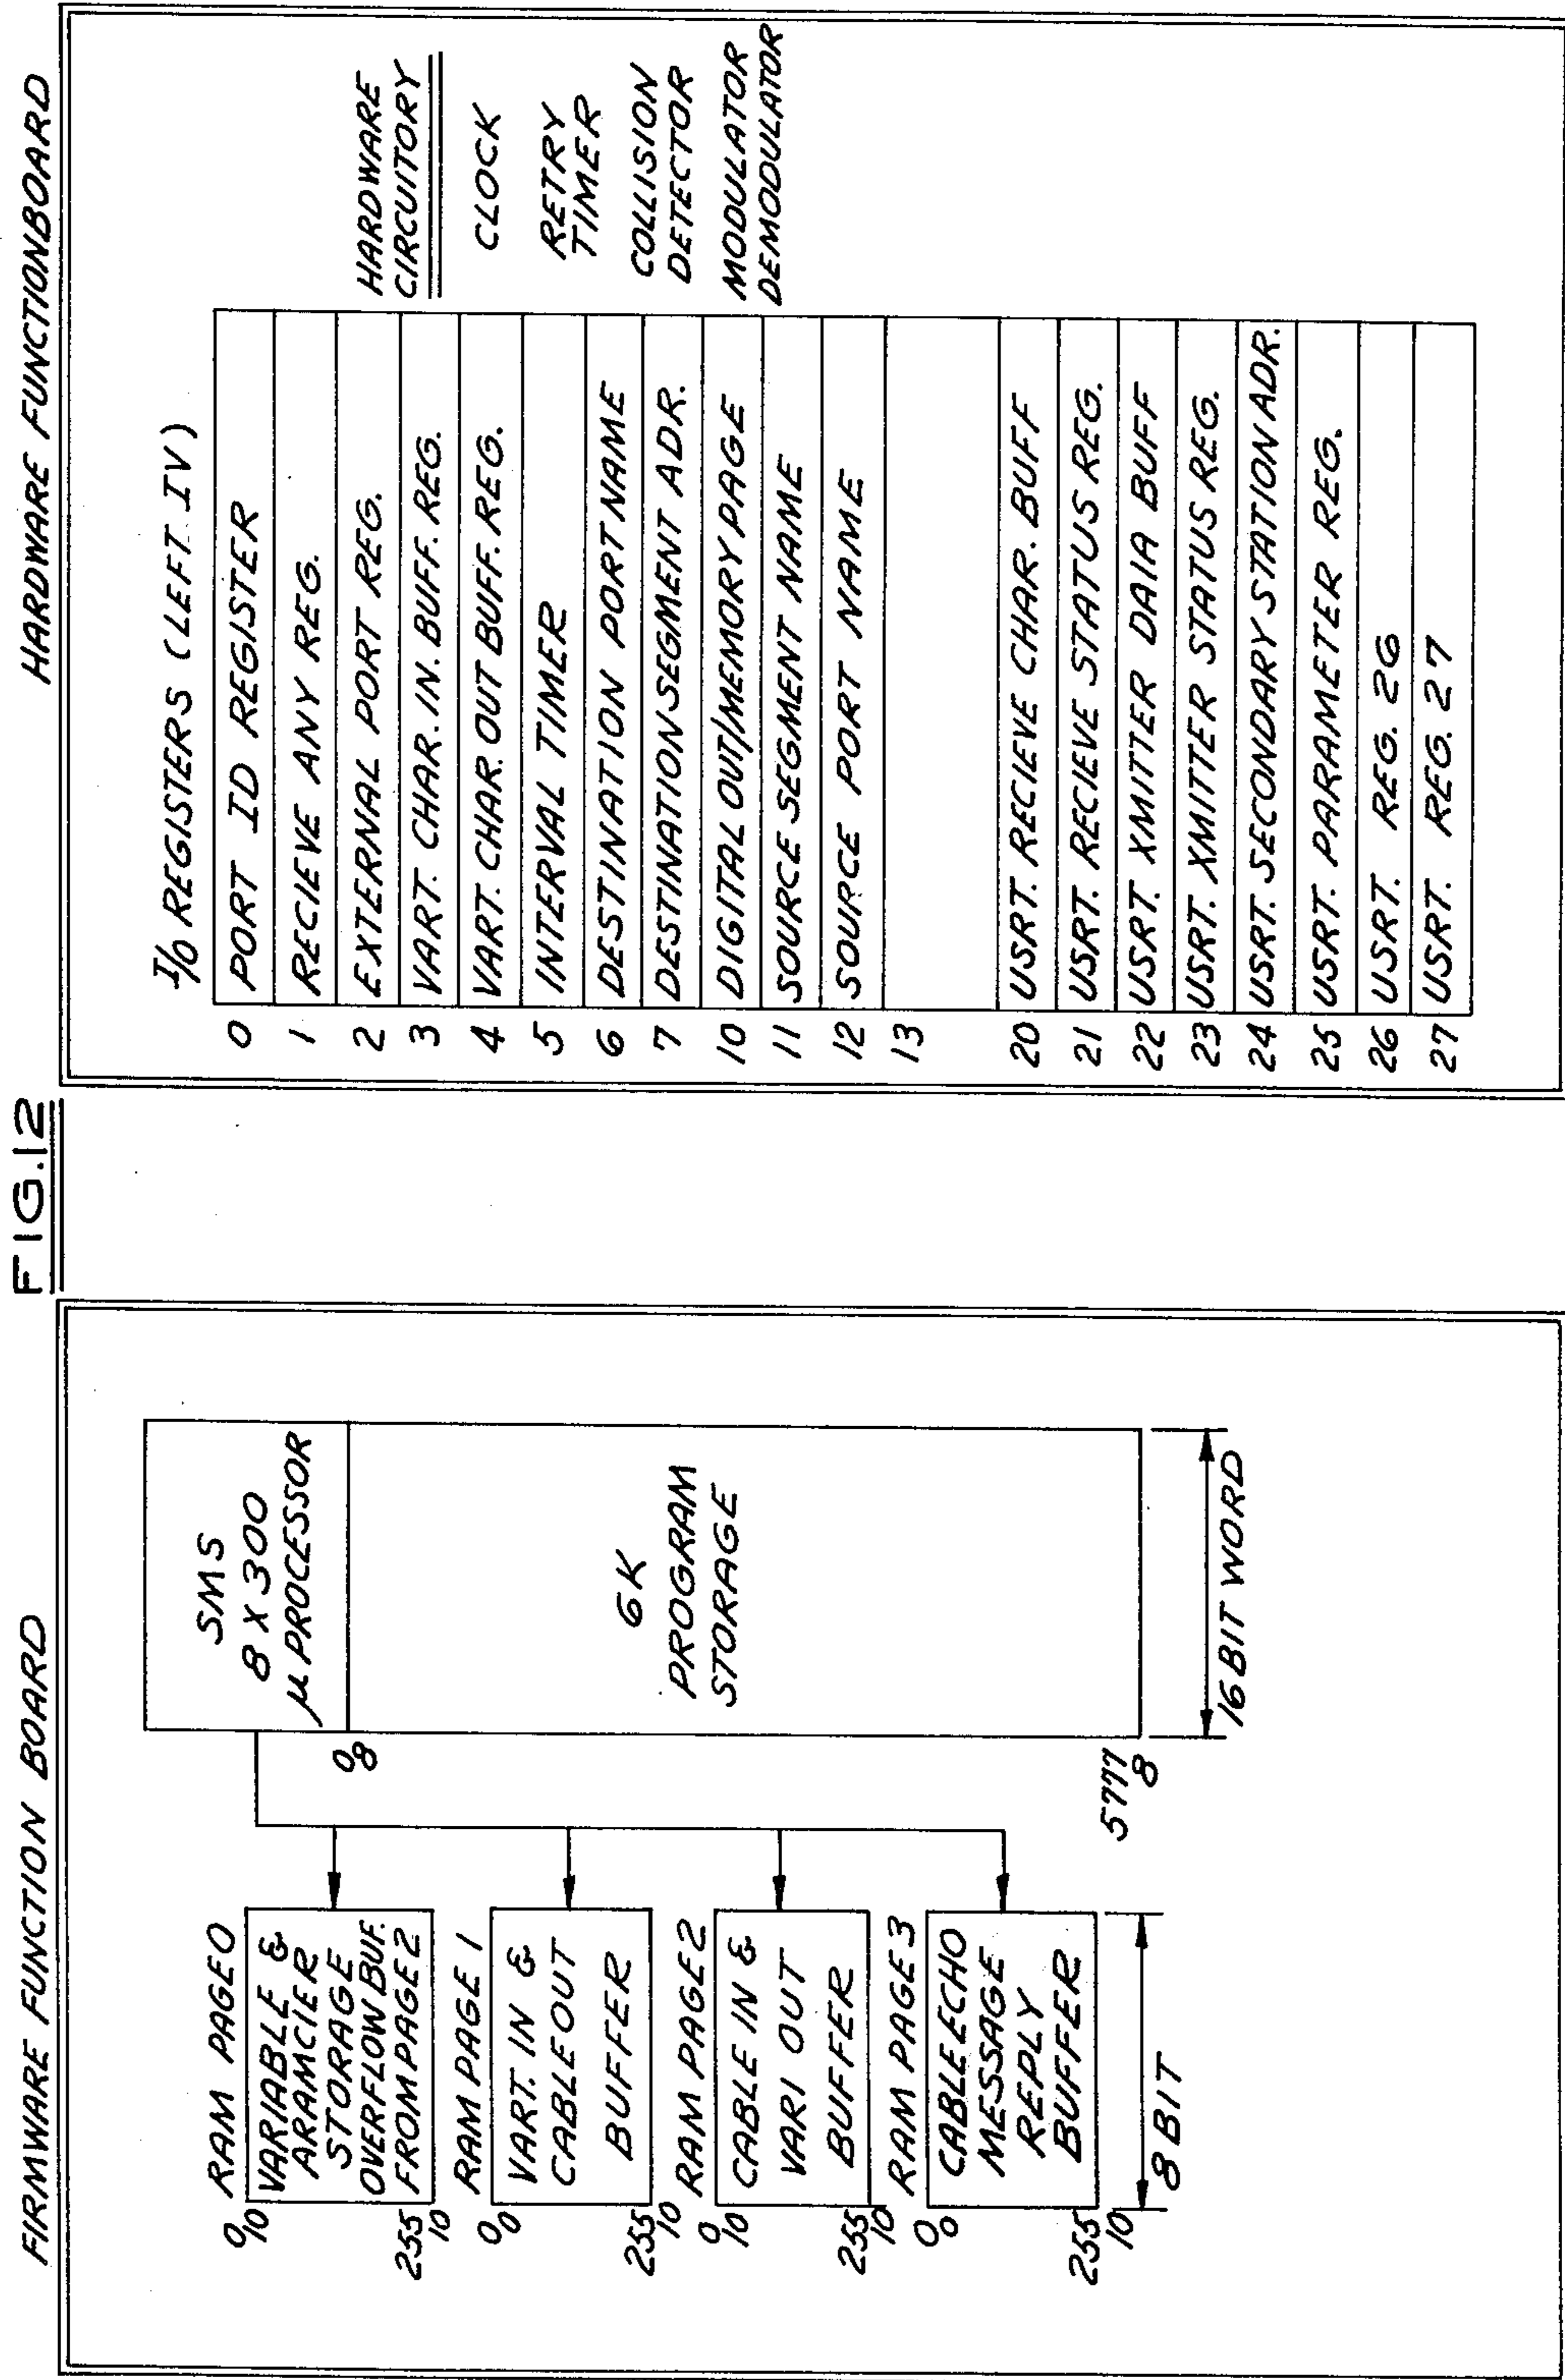 FIG.12
FIRMWARE FUNCTION BOARD
RAM PAGE0
0
10
VARIABLE &
ARAMCIER
STORAGE
OVERFLOW BUF.
FROM PAGE2
255
10
RAM PAGE 1
0
0
VART. IN &
CABLE OUT
BUFFER
255
10
RAM PAGE2
0
10
CABLE IN &
VARI OUT
BUFFER
255
10
RAM PAGE3
0
0
CABLE ECHO
MESSAGE
REPLY
BUFFER
255
10
8 BIT
SMS
8 X 300
μ PROCESSOR
0
8
6K
PROGRAM
STORAGE
5777
8
16 BIT WORD
HARDWARE FUNCTIONBOARD
I/O REGISTERS (LEFT IV)
0 PORT ID REGISTER
1 RECIEVE ANY REG.
2 EXTERNAL PORT REG.
3 VART. CHAR. IN. BUFF. REG.
4 VART. CHAR. OUT BUFF. REG.
5 INTERVAL TIMER
6 DESTINATION PORT NAME
7 DESTINATION SEGMENT ADR.
10 DIGITAL OUT/MEMORY PAGE
11 SOURCE SEGMENT NAME
12 SOURCE PORT NAME
13
20 USRT. RECIEVE CHAR. BUFF
21 USRT. RECIEVE STATUS REG.
22 USRT. XMITTER DAIA BUFF
23 USRT. XMITTER STATUS REG.
24 USRT. SECONDARY STATION ADR.
25 USRT. PARAMETER REG.
26 USRT. REG. 26
27 USRT. REG. 27
HARDWARE
CIRCUITORY
CLOCK
RETRY
TIMER
COLLISION
DETECTOR
MODULATOR
DEMODULATOR